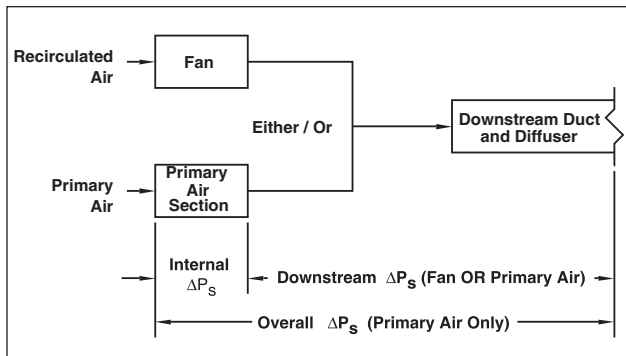 Recirculated
Air
Fan
Either / Or
Downstream Duct
and Diffuser
Primary
Air
Primary
Air
Section
Internal
ΔPs
Downstream ΔPs (Fan OR Primary Air)
Overall ΔPs (Primary Air Only)